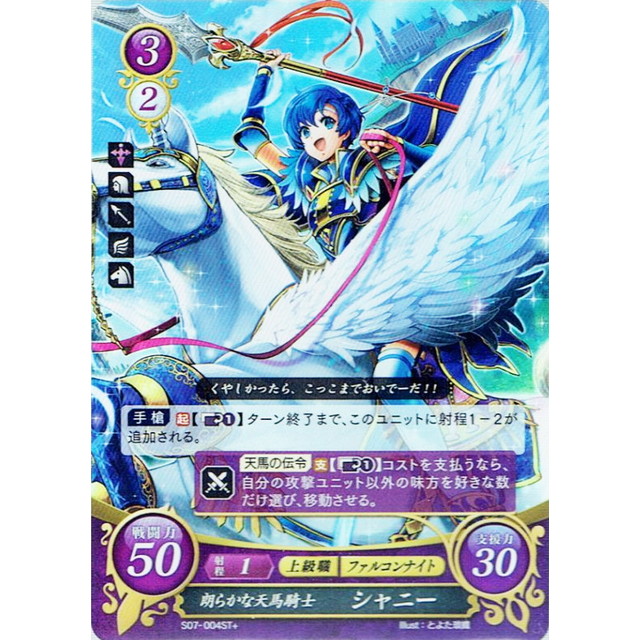 3
2
くやしかったら、こっこまでおいでーだ!!
手槍 起【1】ターン終了まで、このユニットに射程1－2が
追加される。
天馬の伝令 支【1】コストを支払うなら、
自分の攻撃ユニット以外の味方を好きな数
だけ選び、移動させる。
戦闘力
50
射程 1
上級職
ファルコンナイト
支援力
30
朗らかな天馬騎士 シャニー
S07-004ST+
Illust:とよた瑣織